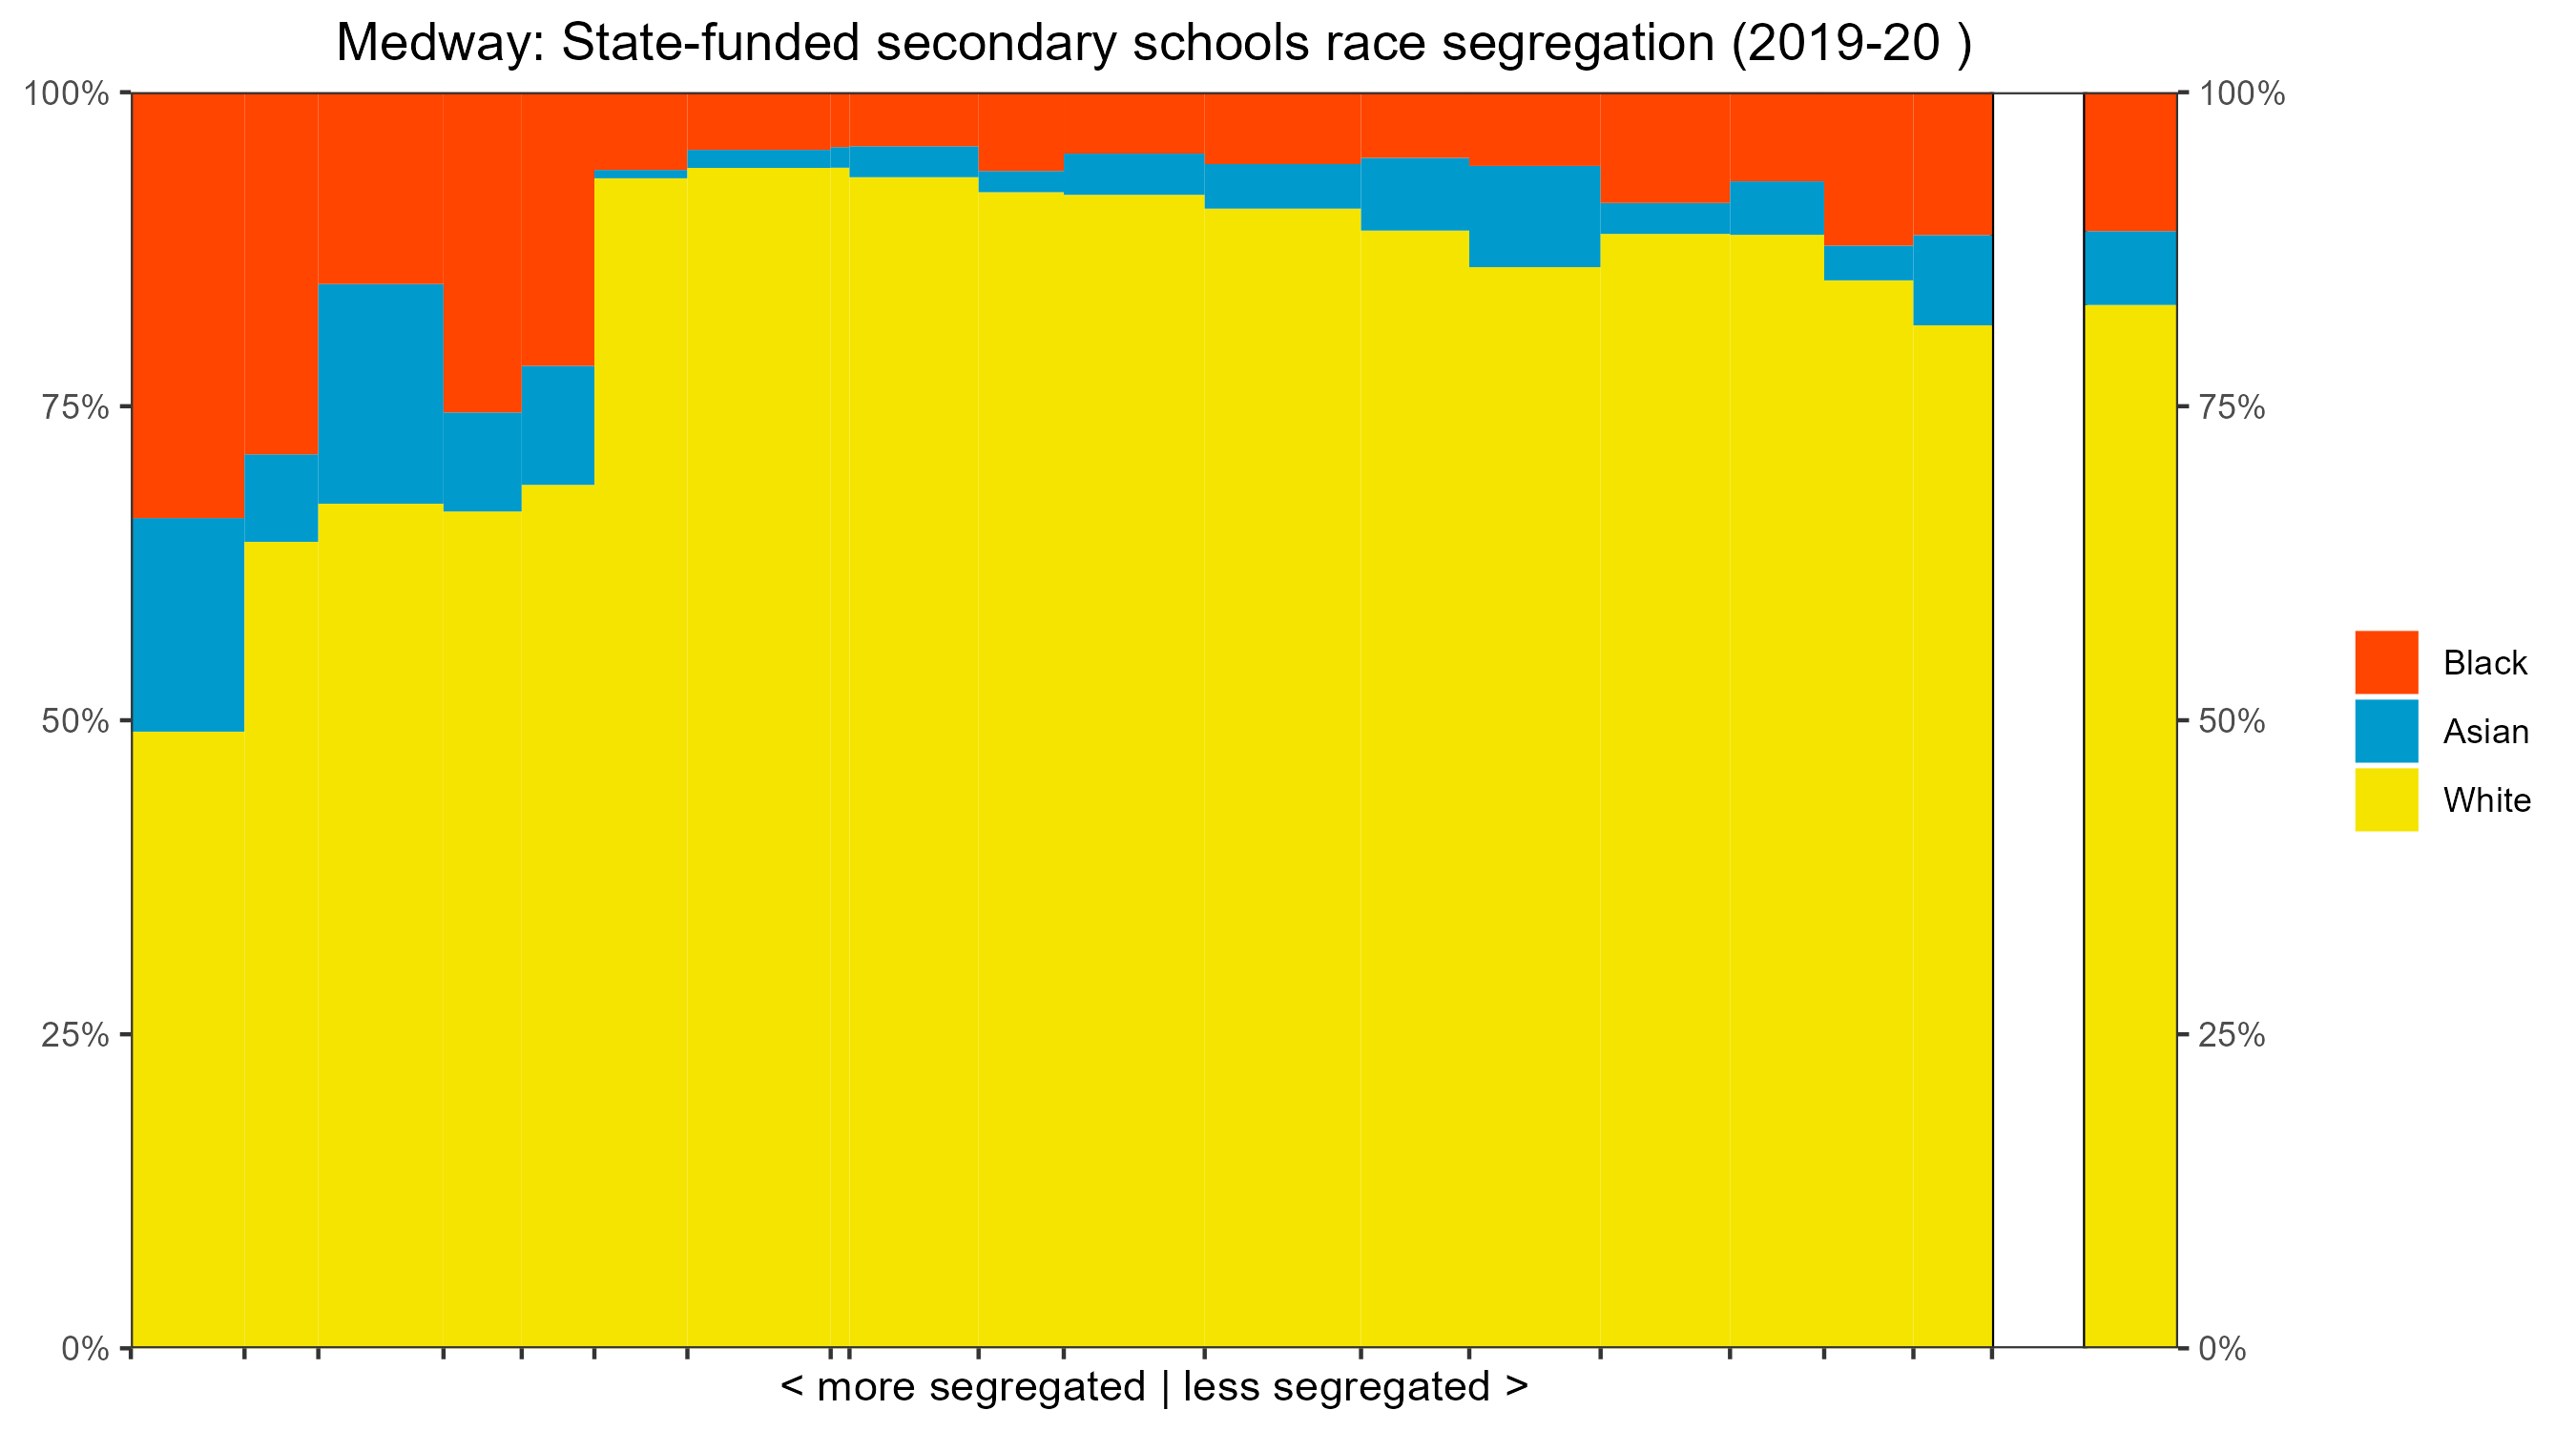 Medway: State-funded secondary schools race segregation (2019-20 )
100%
75%
50%
25%
0%
100%
75%
50%
25%
0%
Black
Asian
White
< more segregated | less segregated >